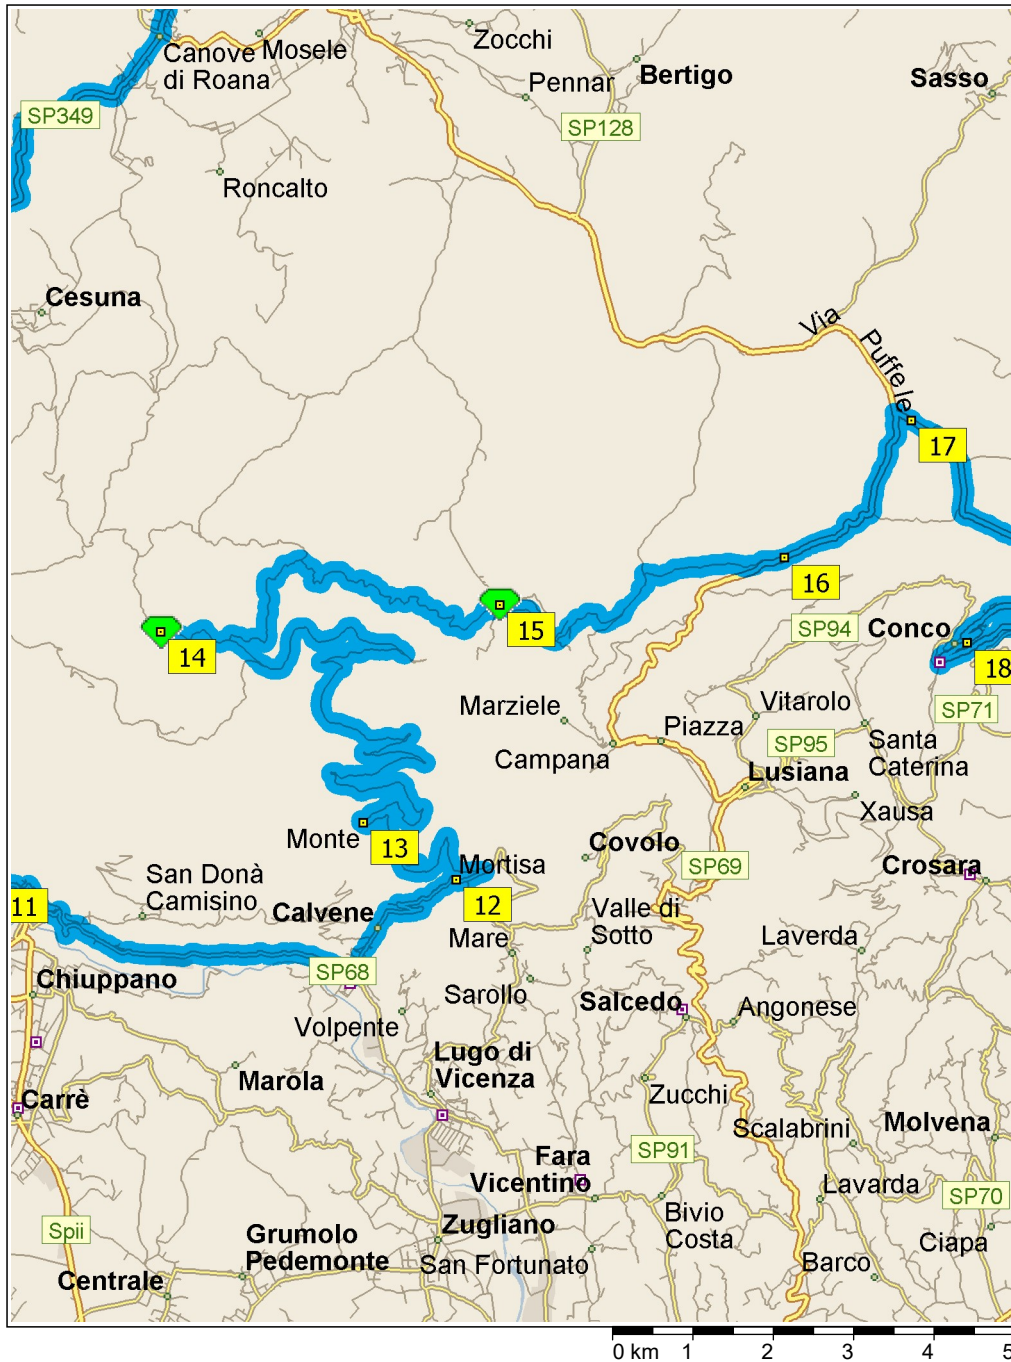 Zocchi
Canove
di Roana
Mosele
Bertigo
Sasso
Pennar
SP349
SP128
Roncalto
Cesuna
Via
Puffele
17
16
15
14
SP94
Conco
18
Marziele
Vitarolo
SP71
Piazza
Campana
SP95
Santa
Caterina
Lusiana
Xausa
Monte
13
Covolo
Mortisa
SP69
Crosara
San Donà
Camisino
11
12
Calvene
Valle di
Sotto
Mare
Laverda
SP68
Chiuppano
Sarollo
Salcedo
Angonese
Volpente
Lugo di
Vicenza
Marola
Zucchi
Carrè
Scalabrini
Molvena
Fara
Vicentino
SP91
Lavarda
SP70
Spii
Grumolo
Pedemonte
Zugliano
Bivio
Costa
Ciapa
San Fortunato
Barco
Centrale
0 km 1 2 3 4 5